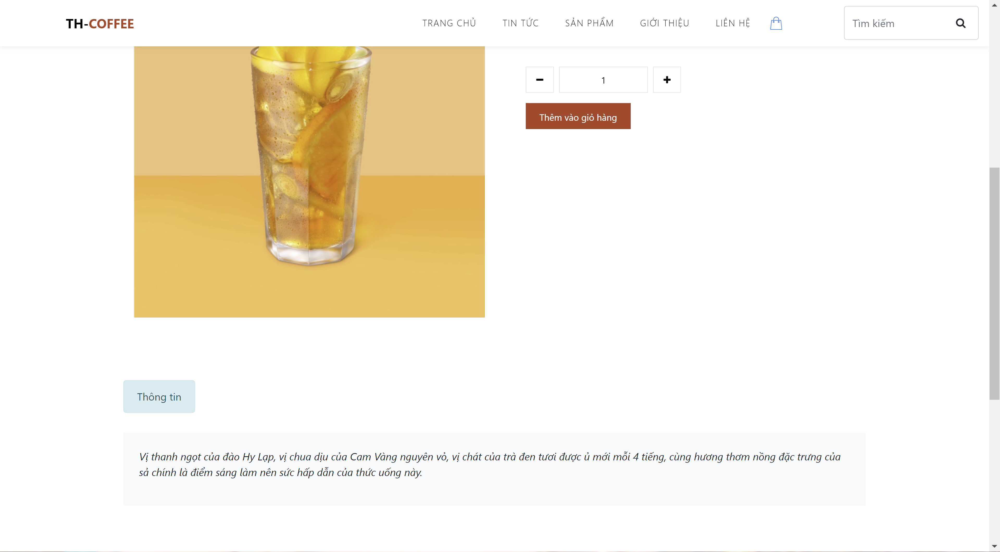 TH-COFFEE
TRANG CHỦ
TIN TỨC
SẢN PHẨM
GIỚI THIỆU
LIÊN HỆ
Tìm kiếm
1
Thêm vào giỏ hàng
Thông tin
Vị thanh ngọt của đào Hy Lạp, vị chua dịu của Cam Vàng nguyên vỏ, vị chát của trà đen tươi được ủ mới mỗi 4 tiếng, cùng hương thơm nồng đặc trưng của
sả chính là điểm sáng làm nên sức hấp dẫn của thức uống này.